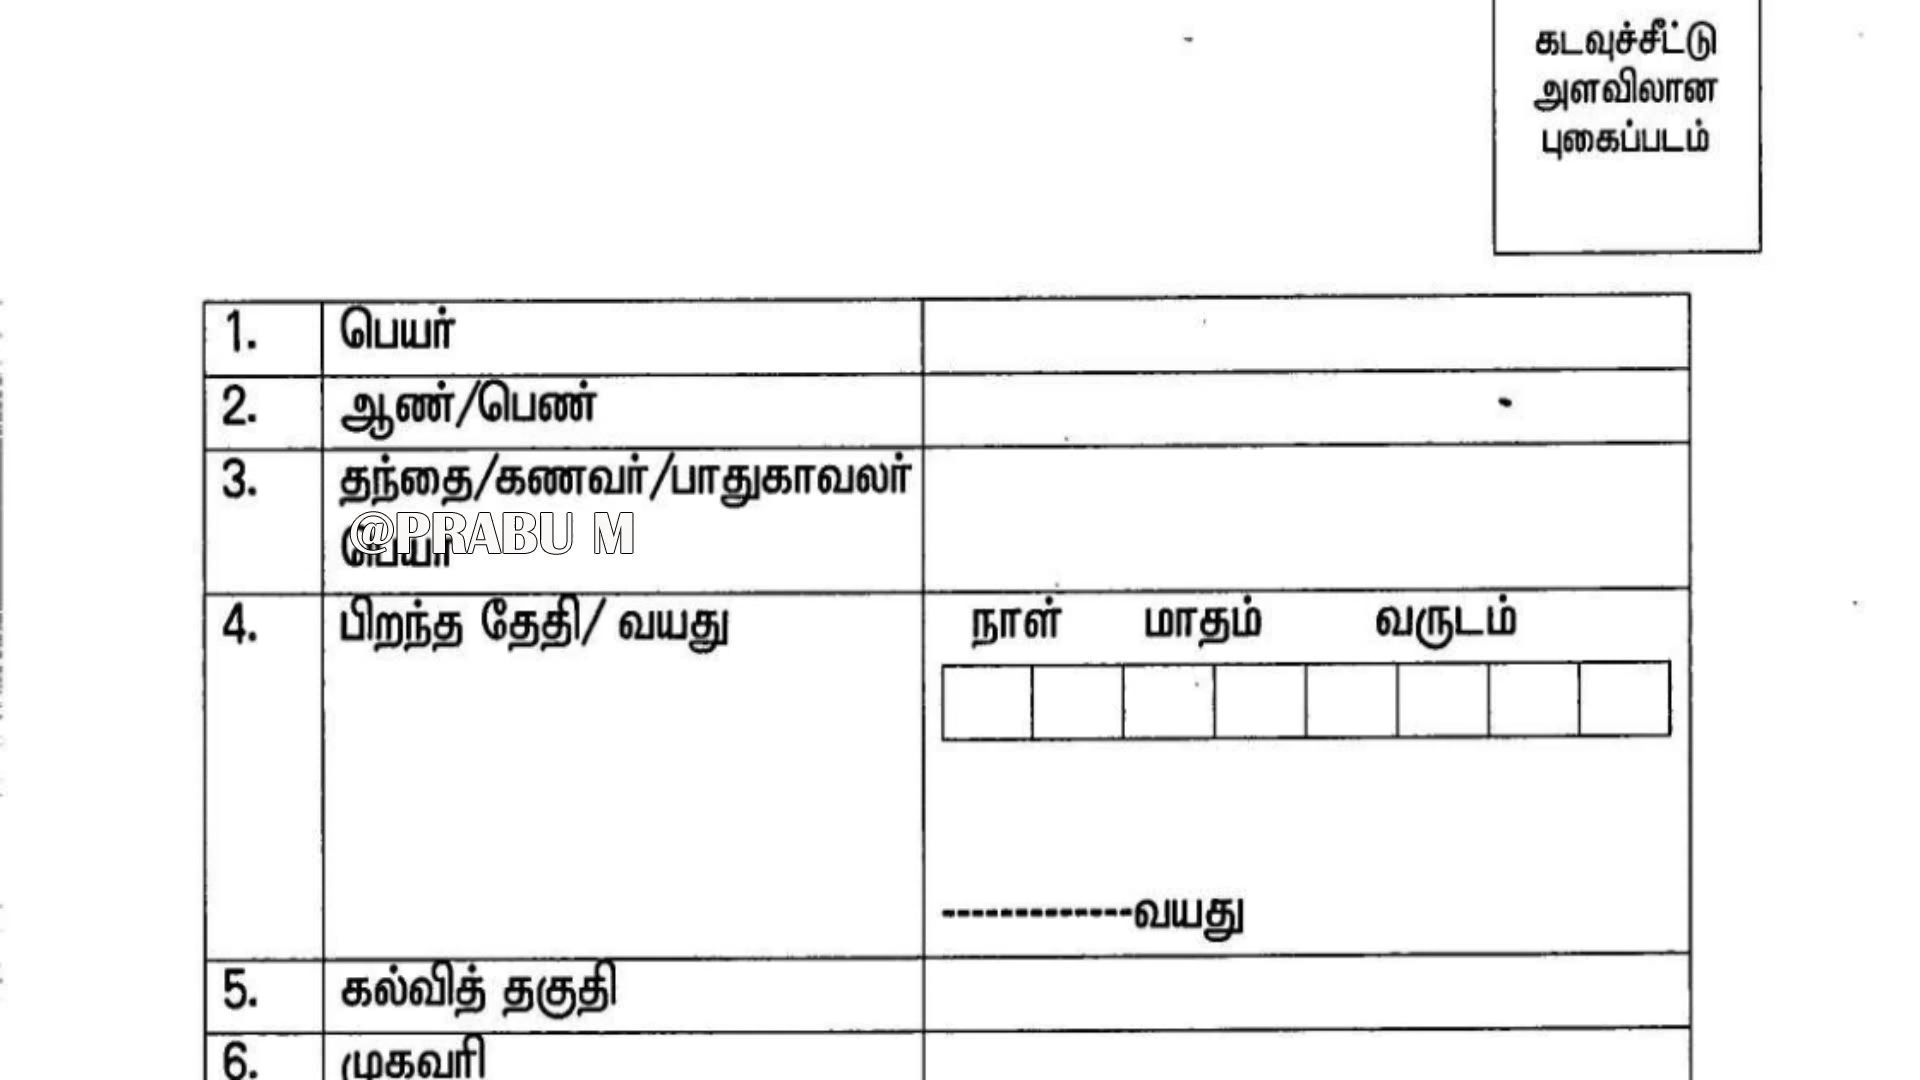 கடவுச்சீட்டு
அளவிலான
புகைப்படம்
1. பெயர்
2. ஆண்/பெண்
3. தந்தை/கணவர்/பாதுகாவலர்
பெயர்
@PRABU M
4. பிறந்த தேதி/ வயது
நாள் மாதம் வருடம்
-------------வயது
5. கல்வித் தகுதி
6. முகவரி